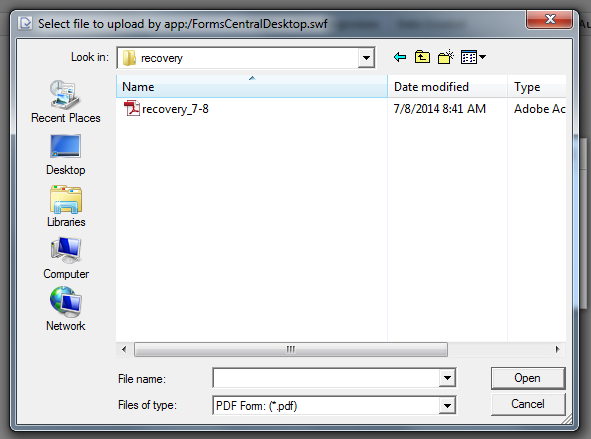 Select file to upload by app:/FormsCentralDesktop.swf
Look in: recovery
Name Date modified Type
recovery_7-8 7/8/2014 8:41 AM Adobe Ac
Recent Places
Desktop
Libraries
Computer
Network
File name: Open
Files of type: PDF Form: (*.pdf) Cancel